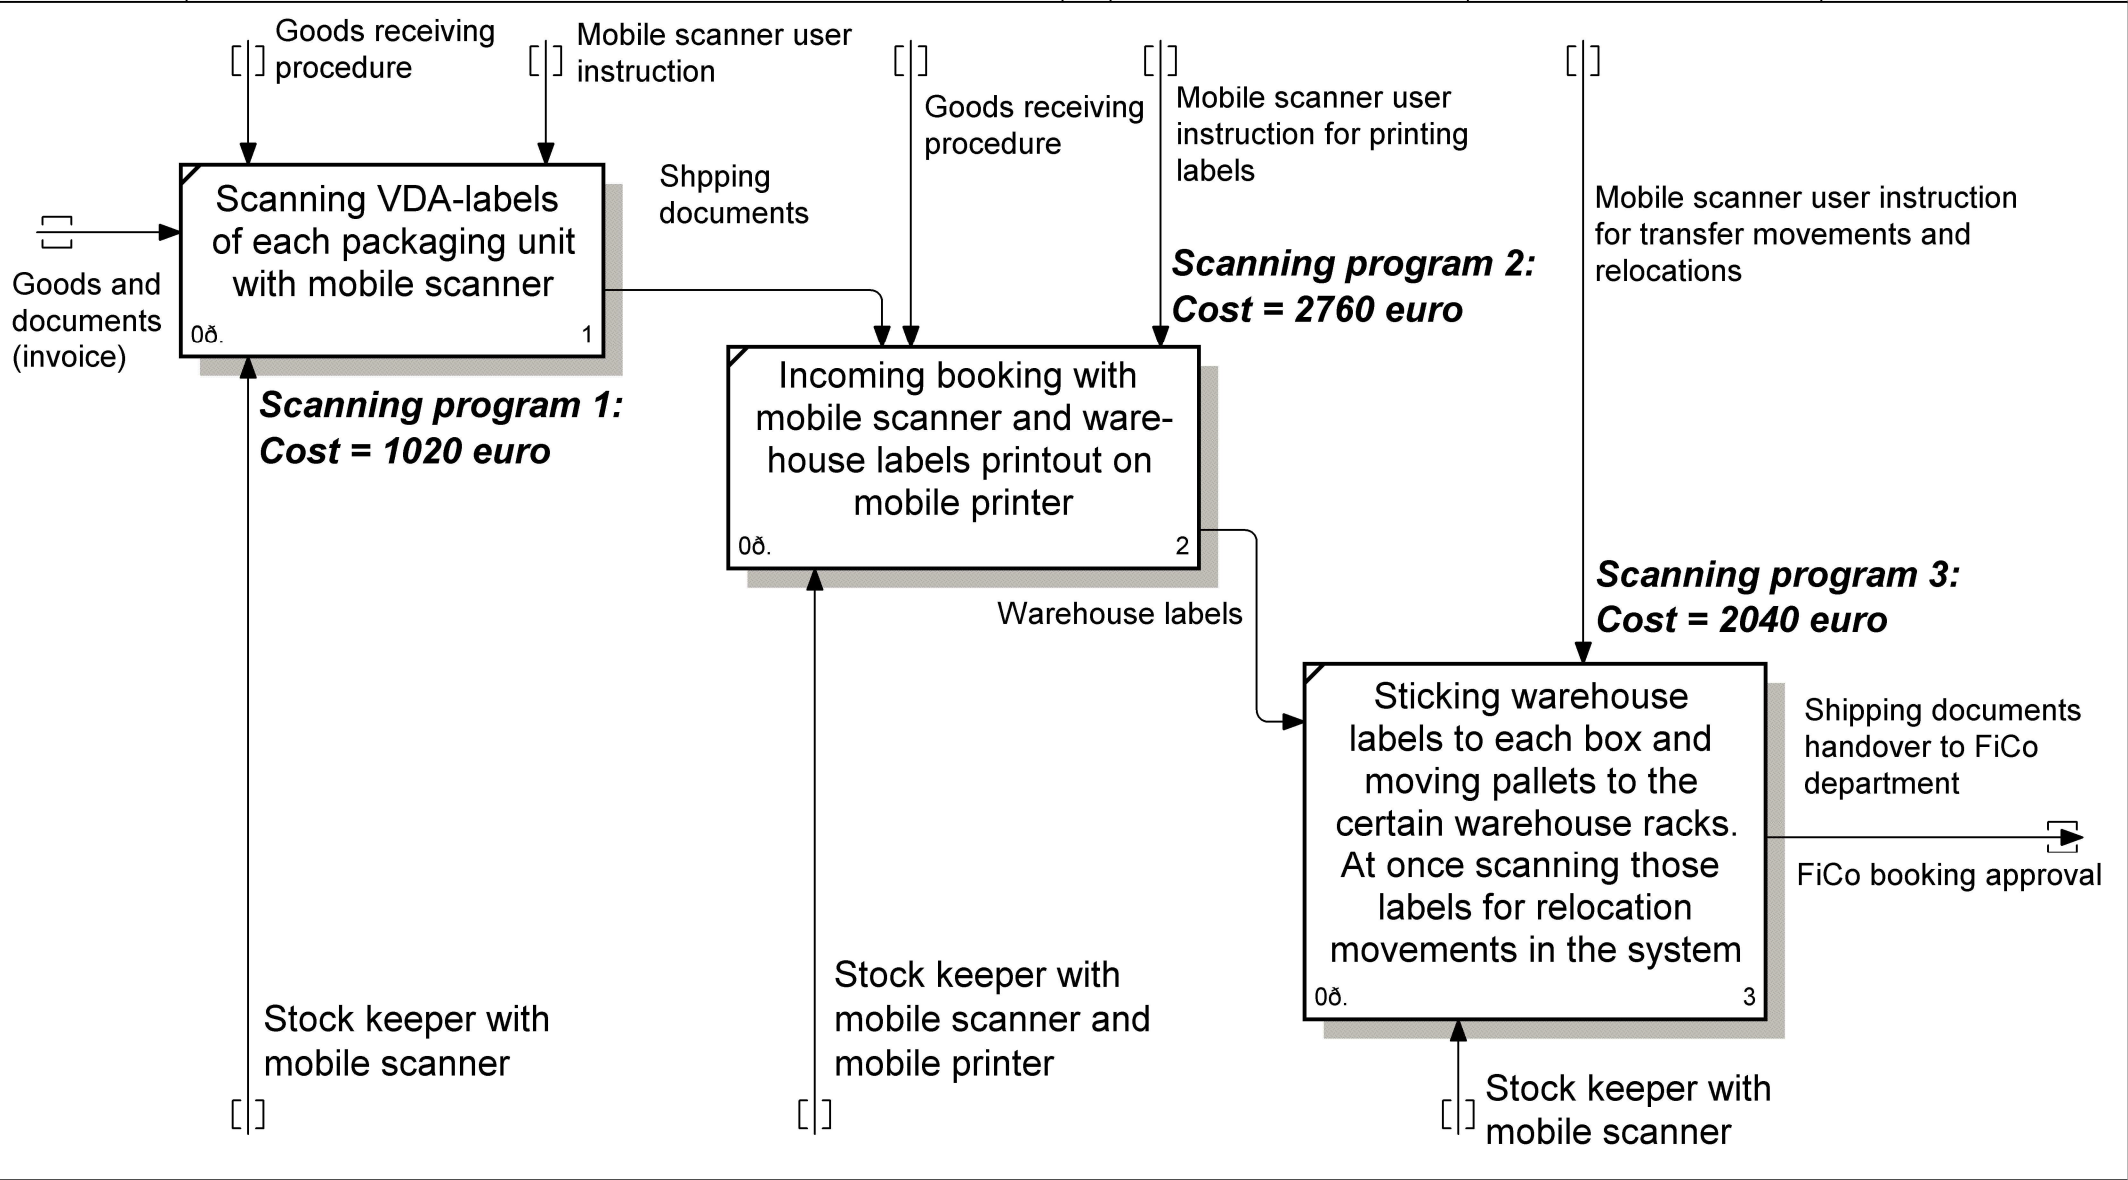 Goods receiving
procedure
Mobile scanner user
instruction
Goods receiving
procedure
Mobile scanner user
instruction for printing
labels
Mobile scanner user instruction
for transfer movements and
relocations
Goods and
documents
(invoice)
Scanning VDA-labels
of each packaging unit
with mobile scanner
0ð.
1
Shpping
documents
Scanning program 1:
Cost = 1020 euro
Scanning program 2:
Cost = 2760 euro
Incoming booking with
mobile scanner and ware-
house labels printout on
mobile printer
0ð.
2
Warehouse labels
Scanning program 3:
Cost = 2040 euro
Sticking warehouse
labels to each box and
moving pallets to the
certain warehouse racks.
At once scanning those
labels for relocation
movements in the system
0ð.
3
Shipping documents
handover to FiCo
department
FiCo booking approval
Stock keeper with
mobile scanner
Stock keeper with
mobile scanner and
mobile printer
Stock keeper with
mobile scanner